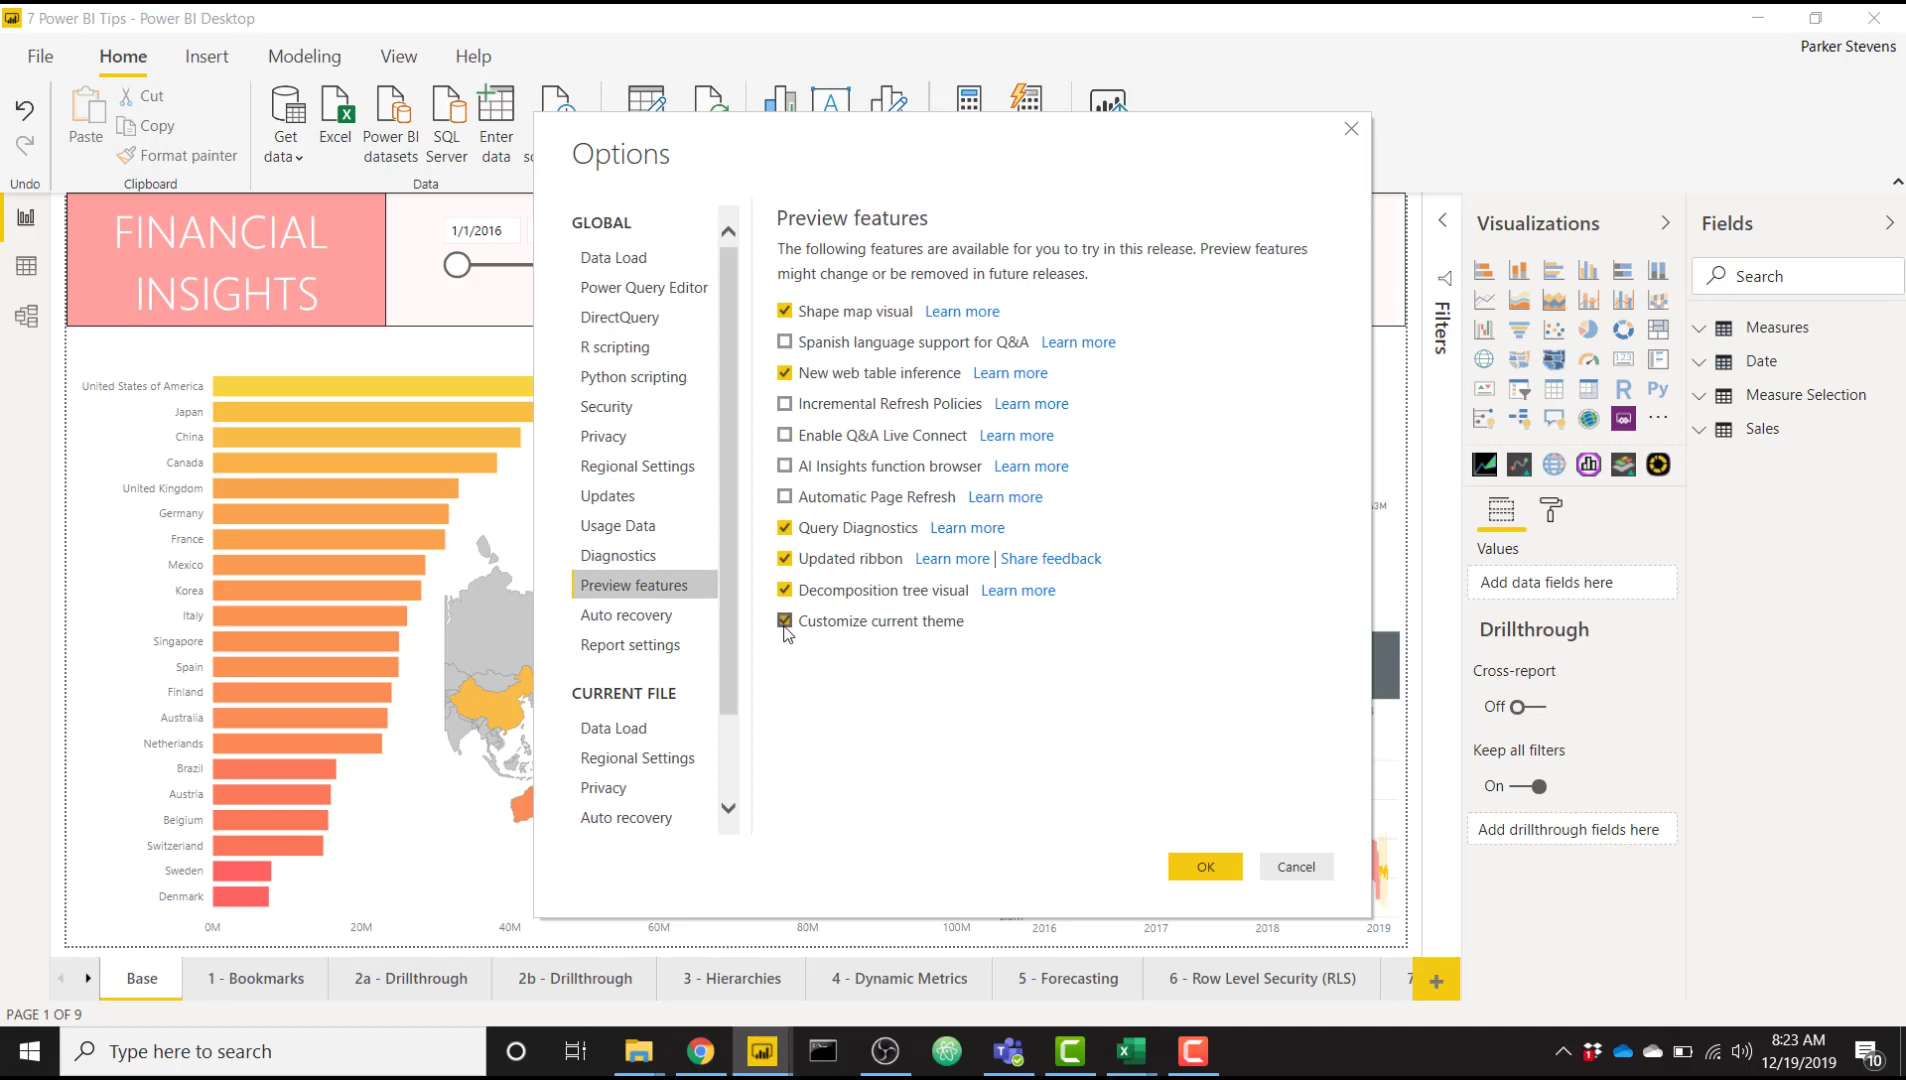 7 Power BI Tips - Power BI Desktop
Parker Stevens
File
Home
Insert
Modeling
View
Help
Undo
Paste
Cut
Copy
Format painter
Clipboard
Get
data
Excel
Power BI
datasets
SQL
Server
Enter
data
Data
FINANCIAL
INSIGHTS
1/1/2016
United States of America
Japan
China
Canada
United Kingdom
Germany
France
Mexico
Korea
Italy
Singapore
Spain
Finland
Australia
Netherlands
Brazil
Austria
Belgium
Switzerland
Sweden
Denmark
0M
20M
40M
60M
80M
100M
2016
2017
2018
2019
Options
GLOBAL
Data Load
Power Query Editor
DirectQuery
R scripting
Python scripting
Security
Privacy
Regional Settings
Updates
Usage Data
Diagnostics
Preview features
Auto recovery
Report settings
CURRENT FILE
Data Load
Regional Settings
Privacy
Auto recovery
Preview features
The following features are available for you to try in this release. Preview features
might change or be removed in future releases.
Shape map visual Learn more
Spanish language support for Q&A Learn more
New web table inference Learn more
Incremental Refresh Policies Learn more
Enable Q&A Live Connect Learn more
AI Insights function browser Learn more
Automatic Page Refresh Learn more
Query Diagnostics Learn more
Updated ribbon Learn more | Share feedback
Decomposition tree visual Learn more
Customize current theme
OK
Cancel
Filters
Visualizations
R
Py
Values
Add data fields here
Drillthrough
Cross-report
Off
Keep all filters
On
Add drillthrough fields here
Fields
Search
Measures
Date
Measure Selection
Sales
Base
1 - Bookmarks
2a - Drillthrough
2b - Drillthrough
3 - Hierarchies
4 - Dynamic Metrics
5 - Forecasting
6 - Row Level Security (RLS)
7
PAGE 1 OF 9
Type here to search
8:23 AM
12/19/2019
10